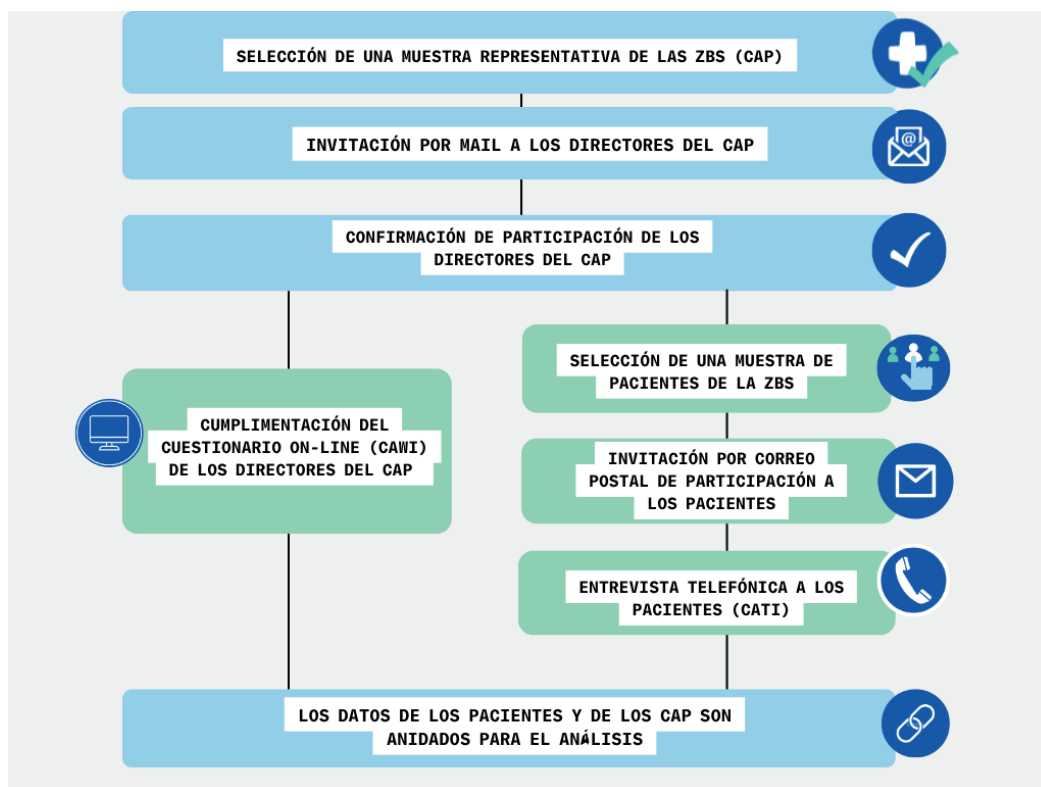 SELECCIÓN DE UNA MUESTRA REPRESENTATIVA DE LAS ZBS (CAP)
INVITACIÓN POR MAIL A LOS DIRECTORES DEL CAP
@
CONFIRMACIÓN DE PARTICIPACIÓN DE LOS
DIRECTORES DEL CAP
CUMPLIMENTACIÓN DEL
CUESTIONARIO ON-LINE (CAWI)
DE LOS DIRECTORES DEL CAP
SELECCIÓN DE UNA MUESTRA DE
PACIENTES DE LA ZBS
INVITACIÓN POR CORREO
POSTAL DE PARTICIPACIÓN A
LOS PACIENTES
ENTREVISTA TELEFÓNICA A LOS
PACIENTES (CATI)
LOS DATOS DE LOS PACIENTES Y DE LOS CAP SON
ANIDADOS PARA EL ANÁLISIS